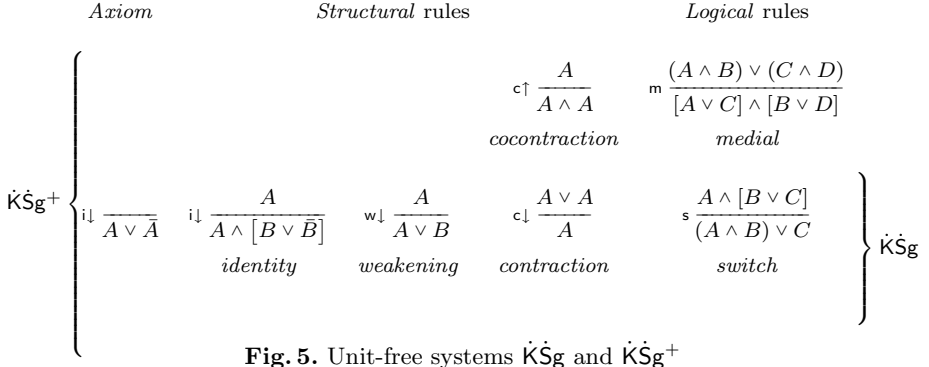 Axiom Structural rules Logical rules
c↑ A / A ∧ A m (A ∧ B) ∨ (C ∧ D) / [A ∨ C] ∧ [B ∨ D]
cocontraction medial
K̇Ṡg⁺ { i↓ / A ∨ Ā i↓ A / A ∧ [B ∨ B̄] w↓ A / A ∨ B c↓ A ∨ A / A s A ∧ [B ∨ C] / (A ∧ B) ∨ C } K̇Ṡg
identity weakening contraction switch
Fig. 5. Unit-free systems K̇Ṡg and K̇Ṡg⁺